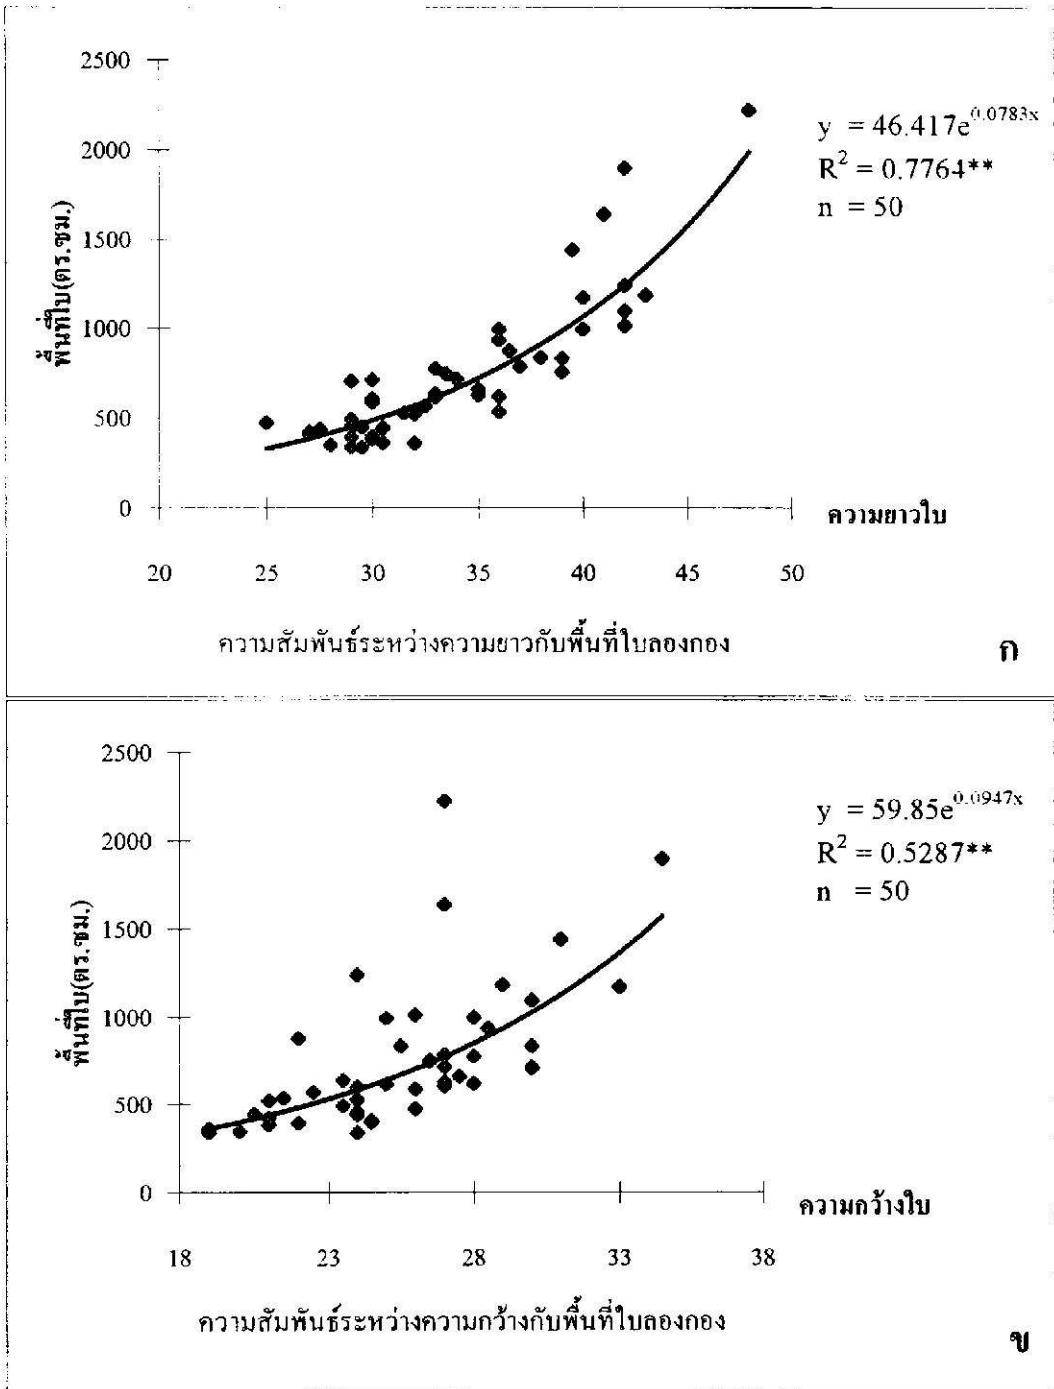 2500
2000
1500
1000
500
0
พื้นที่ใบ(ตร.ซม.)
y = 46.417e^0.0783x
R^2 = 0.7764**
n = 50
ความยาวใบ
20 25 30 35 40 45 50
ความสัมพันธ์ระหว่างความยาวกับพื้นที่ใบลองกอง
ก
2500
2000
1500
1000
500
0
พื้นที่ใบ(ตร.ซม.)
y = 59.85e^0.0947x
R^2 = 0.5287**
n = 50
ความกว้างใบ
18 23 28 33 38
ความสัมพันธ์ระหว่างความกว้างกับพื้นที่ใบลองกอง
ข